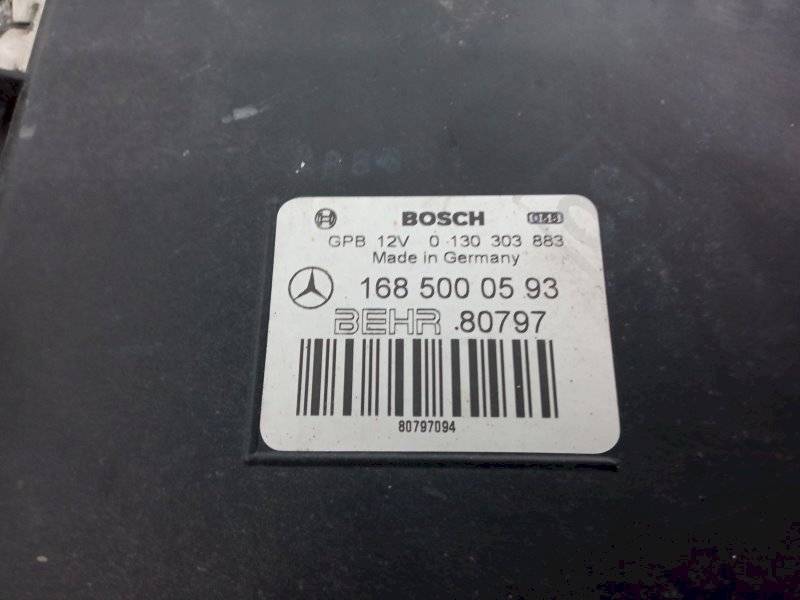 BOSCH
GPB 12V 0 130 303 883
Made in Germany
168 500 05 93
BEHR .80797
80797094